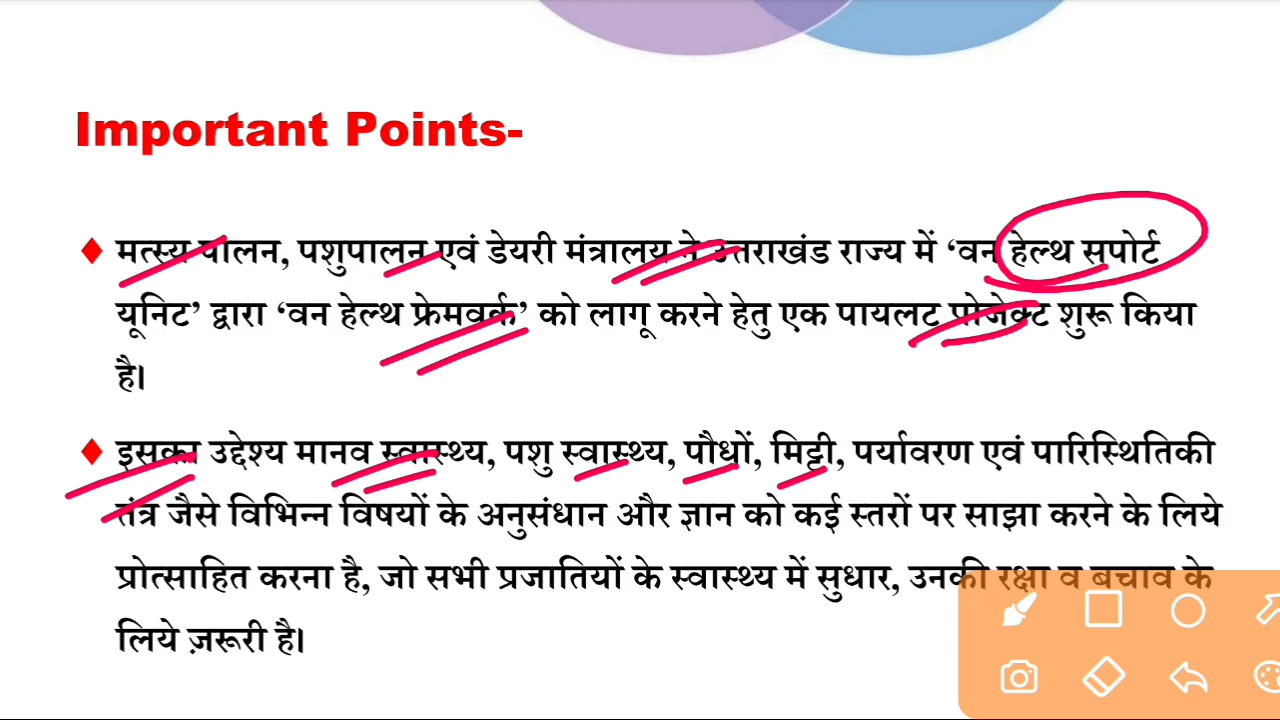 Important Points-
मत्स्य पालन, पशुपालन एवं डेयरी मंत्रालय ने उत्तराखंड राज्य में ‘वन हेल्थ सपोर्ट
यूनिट’ द्वारा ‘वन हेल्थ फ्रेमवर्क’ को लागू करने हेतु एक पायलट प्रोजेक्ट शुरू किया
है।
इसका उद्देश्य मानव स्वास्थ्य, पशु स्वास्थ्य, पौधों, मिट्टी, पर्यावरण एवं पारिस्थितिकी
तंत्र जैसे विभिन्न विषयों के अनुसंधान और ज्ञान को कई स्तरों पर साझा करने के लिये
प्रोत्साहित करना है, जो सभी प्रजातियों के स्वास्थ्य में सुधार, उनकी रक्षा व बचाव के
लिये ज़रूरी है।